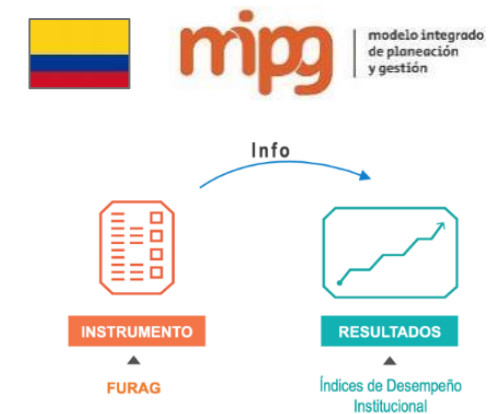 mipg
modelo integrado
de planeación
y gestión
Info
INSTRUMENTO
RESULTADOS
FURAG
Índices de Desempeño
Institucional